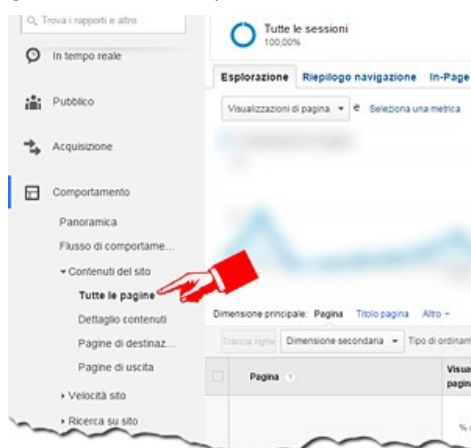 Trova i rapporti e altro
In tempo reale
Pubblico
Acquisizione
Comportamento
Panoramica
Flusso di comportame...
Contenuti del sito
Tutte le pagine
Dettaglio contenuti
Pagine di destinaz...
Pagine di uscita
Velocità sito
Ricerca su sito
Tutte le sessioni
100,00%
Esplorazione Riepilogo navigazione In-Page
Visualizzazioni di pagina e Seleziona una metrica
Dimensione principale: Pagina Titolo pagina Altro
Traccia righe Dimensione secondaria Tipo di ordinam
Pagina ? Visua
pagin
%